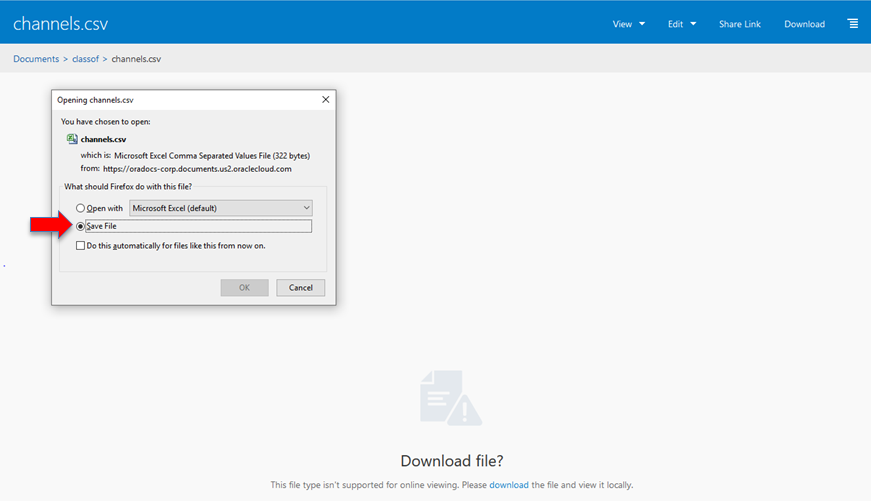 channels.csv
View Edit Share Link Download
Documents > classof > channels.csv
Opening channels.csv
You have chosen to open:
channels.csv
which is: Microsoft Excel Comma Separated Values File (322 bytes)
from: https://oradocs-corp.documents.us2.oraclecloud.com
What should Firefox do with this file?
Open with Microsoft Excel (default)
Save File
Do this automatically for files like this from now on.
OK Cancel
Download file?
This file type isn't supported for online viewing. Please download the file and view it locally.